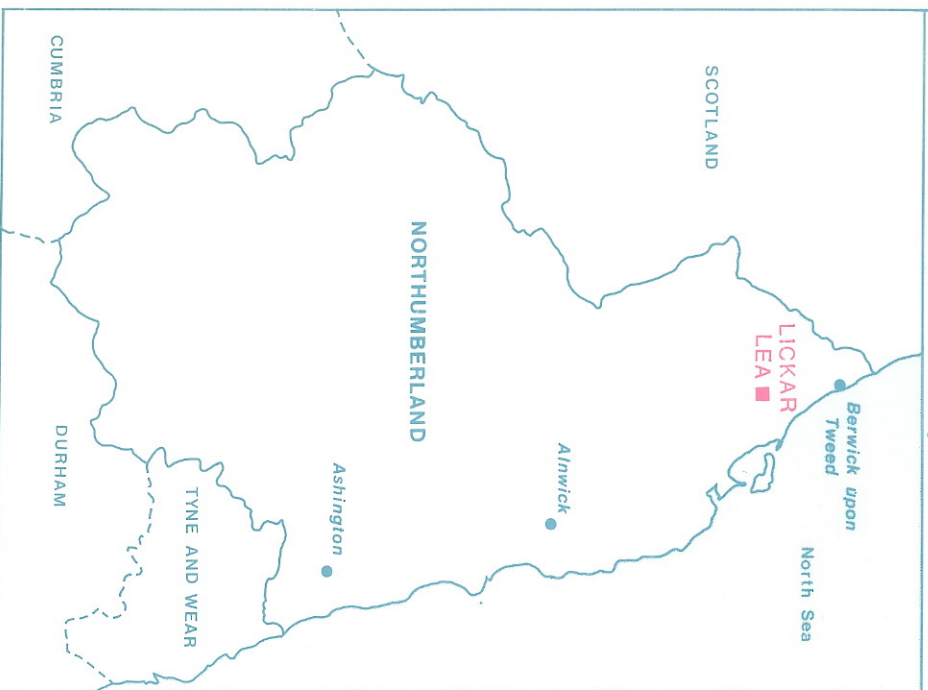 Berwick upon
Tweed
North Sea
LICKAR
LEA
SCOTLAND
Alnwick
NORTHUMBERLAND
Ashington
TYNE AND WEAR
CUMBRIA
DURHAM